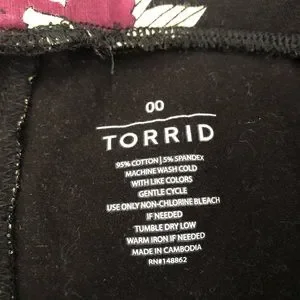 00
TORRID
95% COTTON | 5% SPANDEX
MACHINE WASH COLD
WITH LIKE COLORS
GENTLE CYCLE
USE ONLY NON-CHLORINE BLEACH
IF NEEDED
TUMBLE DRY LOW
WARM IRON IF NEEDED
MADE IN CAMBODIA
RN#148862